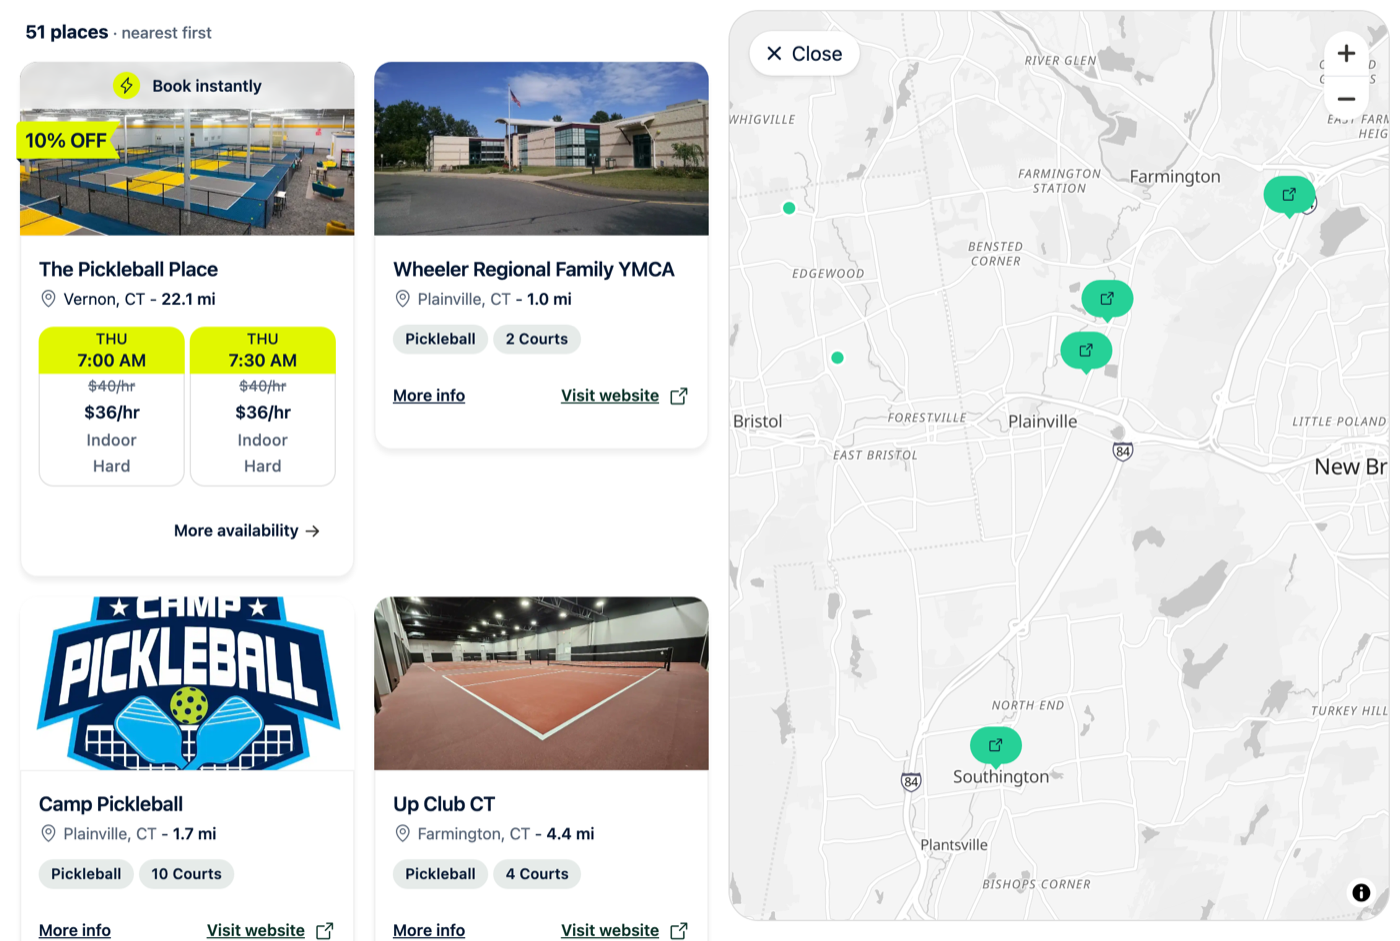 51 places · nearest first
Book instantly
10% OFF
The Pickleball Place
Vernon, CT - 22.1 mi
THU
7:00 AM
$40/hr
$36/hr
Indoor
Hard
THU
7:30 AM
$40/hr
$36/hr
Indoor
Hard
More availability →
Wheeler Regional Family YMCA
Plainville, CT - 1.0 mi
Pickleball
2 Courts
More info
Visit website
CAMP
PICKLEBALL
Camp Pickleball
Plainville, CT - 1.7 mi
Pickleball
10 Courts
More info
Visit website
Up Club CT
Farmington, CT - 4.4 mi
Pickleball
4 Courts
More info
Visit website
Close
+
−
RIVER GLEN
WHIGVILLE
EAST FARM
HEIG
FARMINGTON
STATION
Farmington
BENSTED
CORNER
EDGEWOOD
Bristol
FORESTVILLE
Plainville
LITTLE POLAND
EAST BRISTOL
84
New Br
NORTH END
TURKEY HILL
84
Southington
Plantsville
BISHOPS CORNER